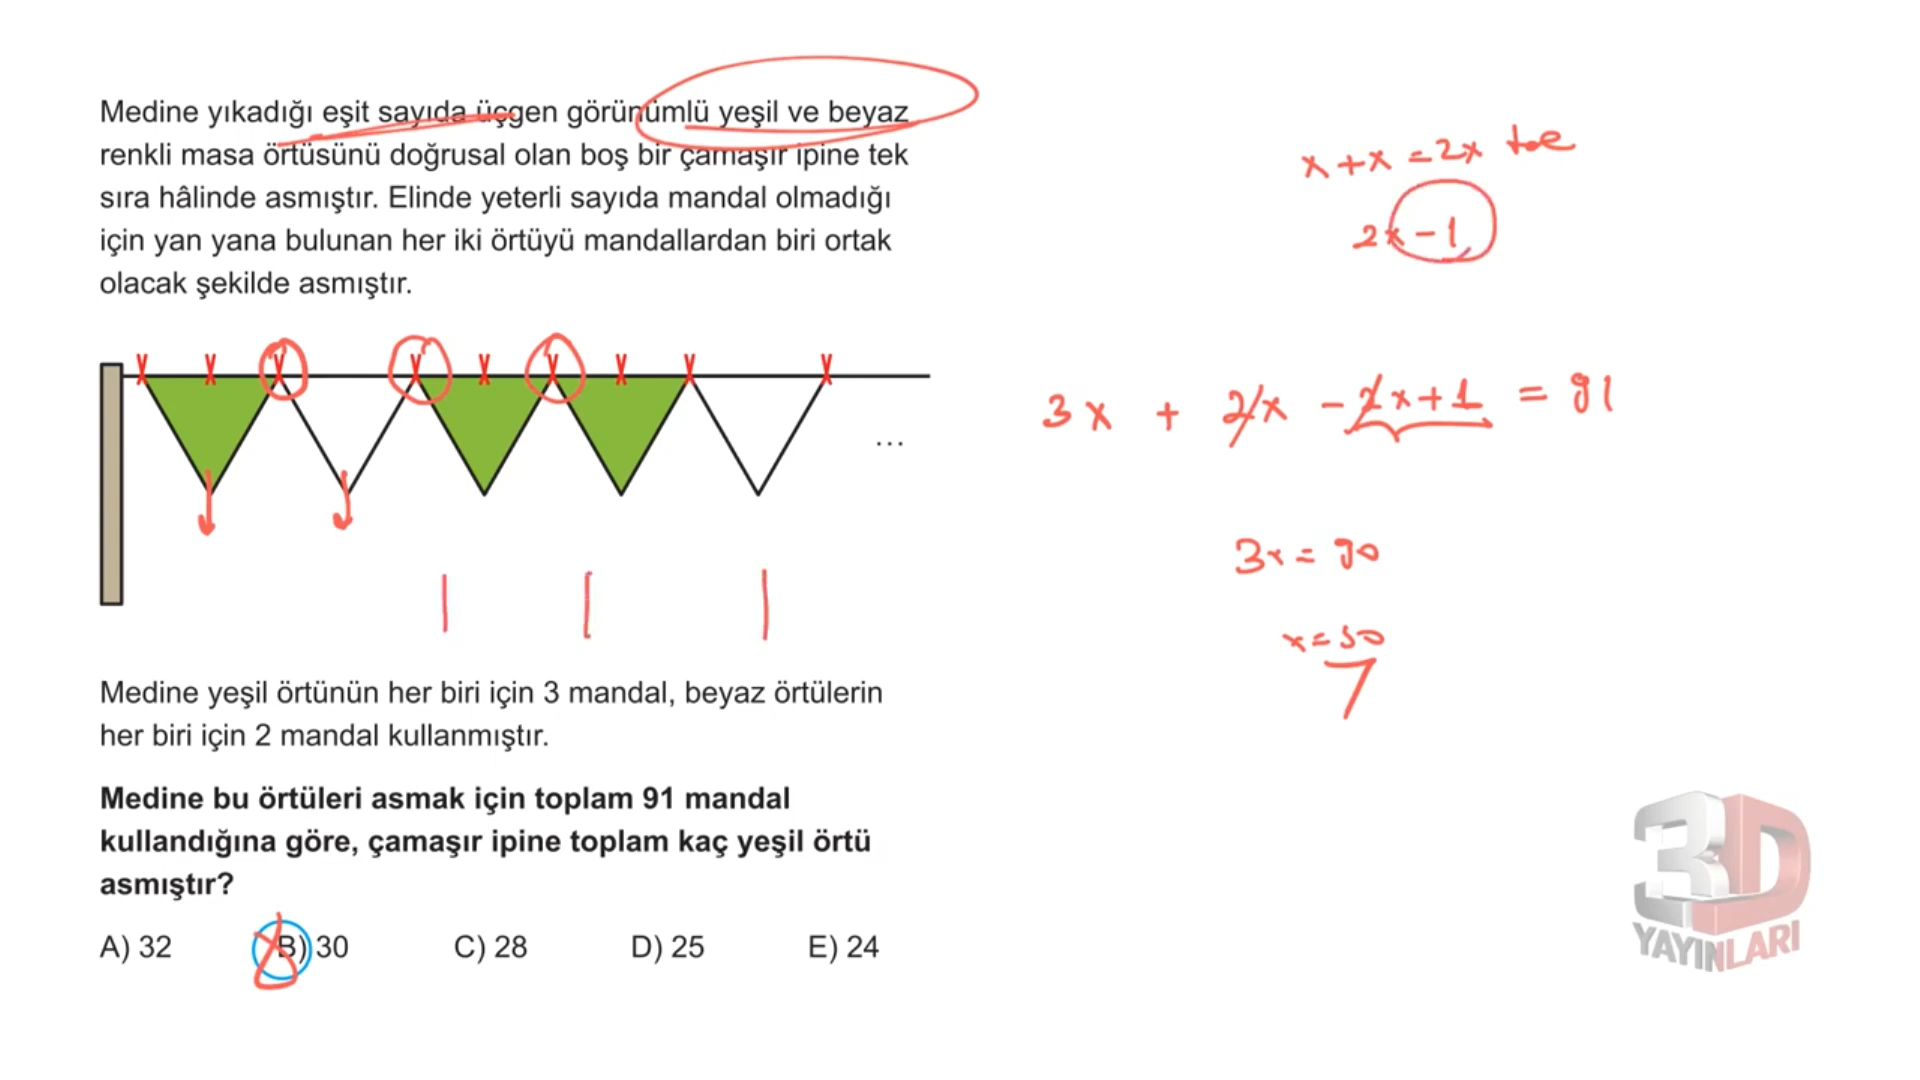 Medine yıkadığı eşit sayıda üçgen görünümlü yeşil ve beyaz
renkli masa örtüsünü doğrusal olan boş bir çamaşır ipine tek
sıra hâlinde asmıştır. Elinde yeterli sayıda mandal olmadığı
için yan yana bulunan her iki örtüyü mandallardan biri ortak
olacak şekilde asmıştır.
...
Medine yeşil örtünün her biri için 3 mandal, beyaz örtülerin
her biri için 2 mandal kullanmıştır.
Medine bu örtüleri asmak için toplam 91 mandal
kullandığına göre, çamaşır ipine toplam kaç yeşil örtü
asmıştır?
A) 32 B) 30 C) 28 D) 25 E) 24
x + x = 2x
2x - 1
3x + 2x - 2x + 1 = 91
3x = 90
x = 30
3D
YAYINLARI